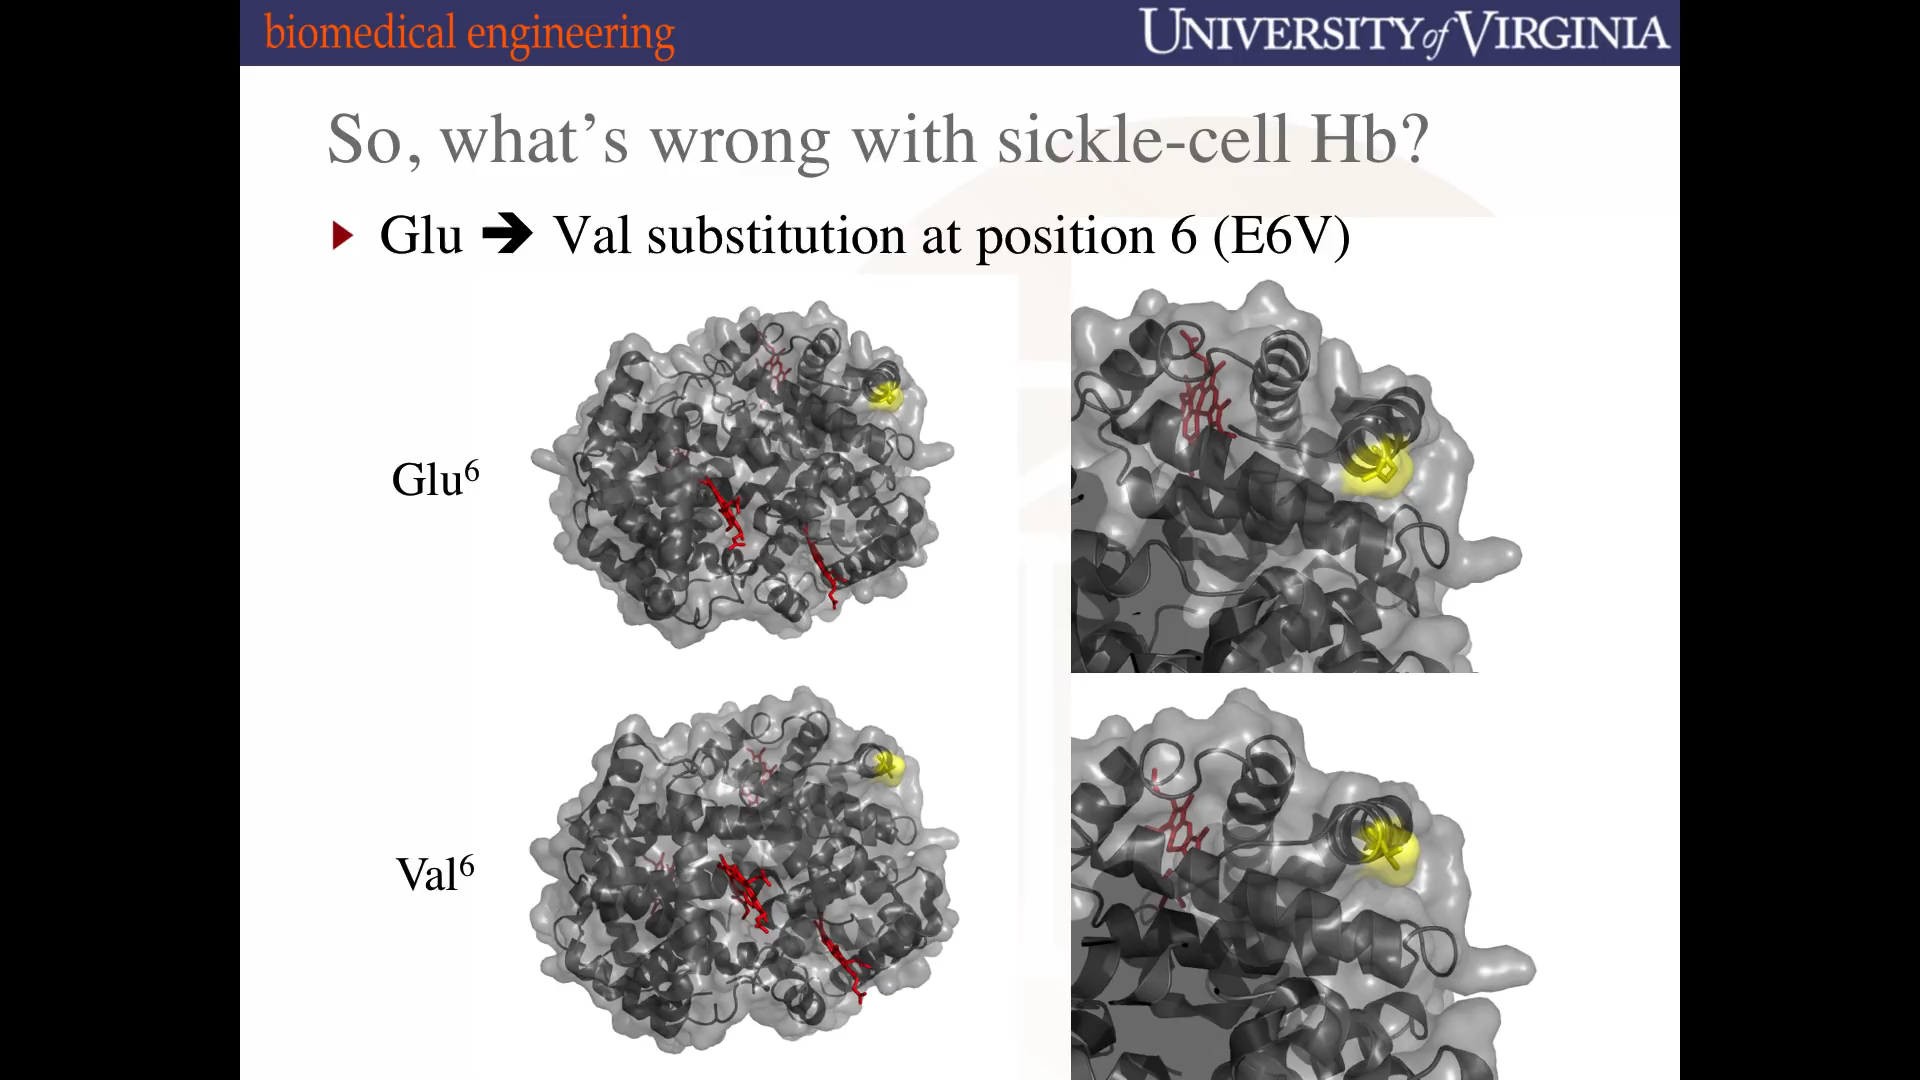 biomedical engineering
UNIVERSITY of VIRGINIA
So, what's wrong with sickle-cell Hb?
Glu ➔ Val substitution at position 6 (E6V)
Glu⁶
Val⁶